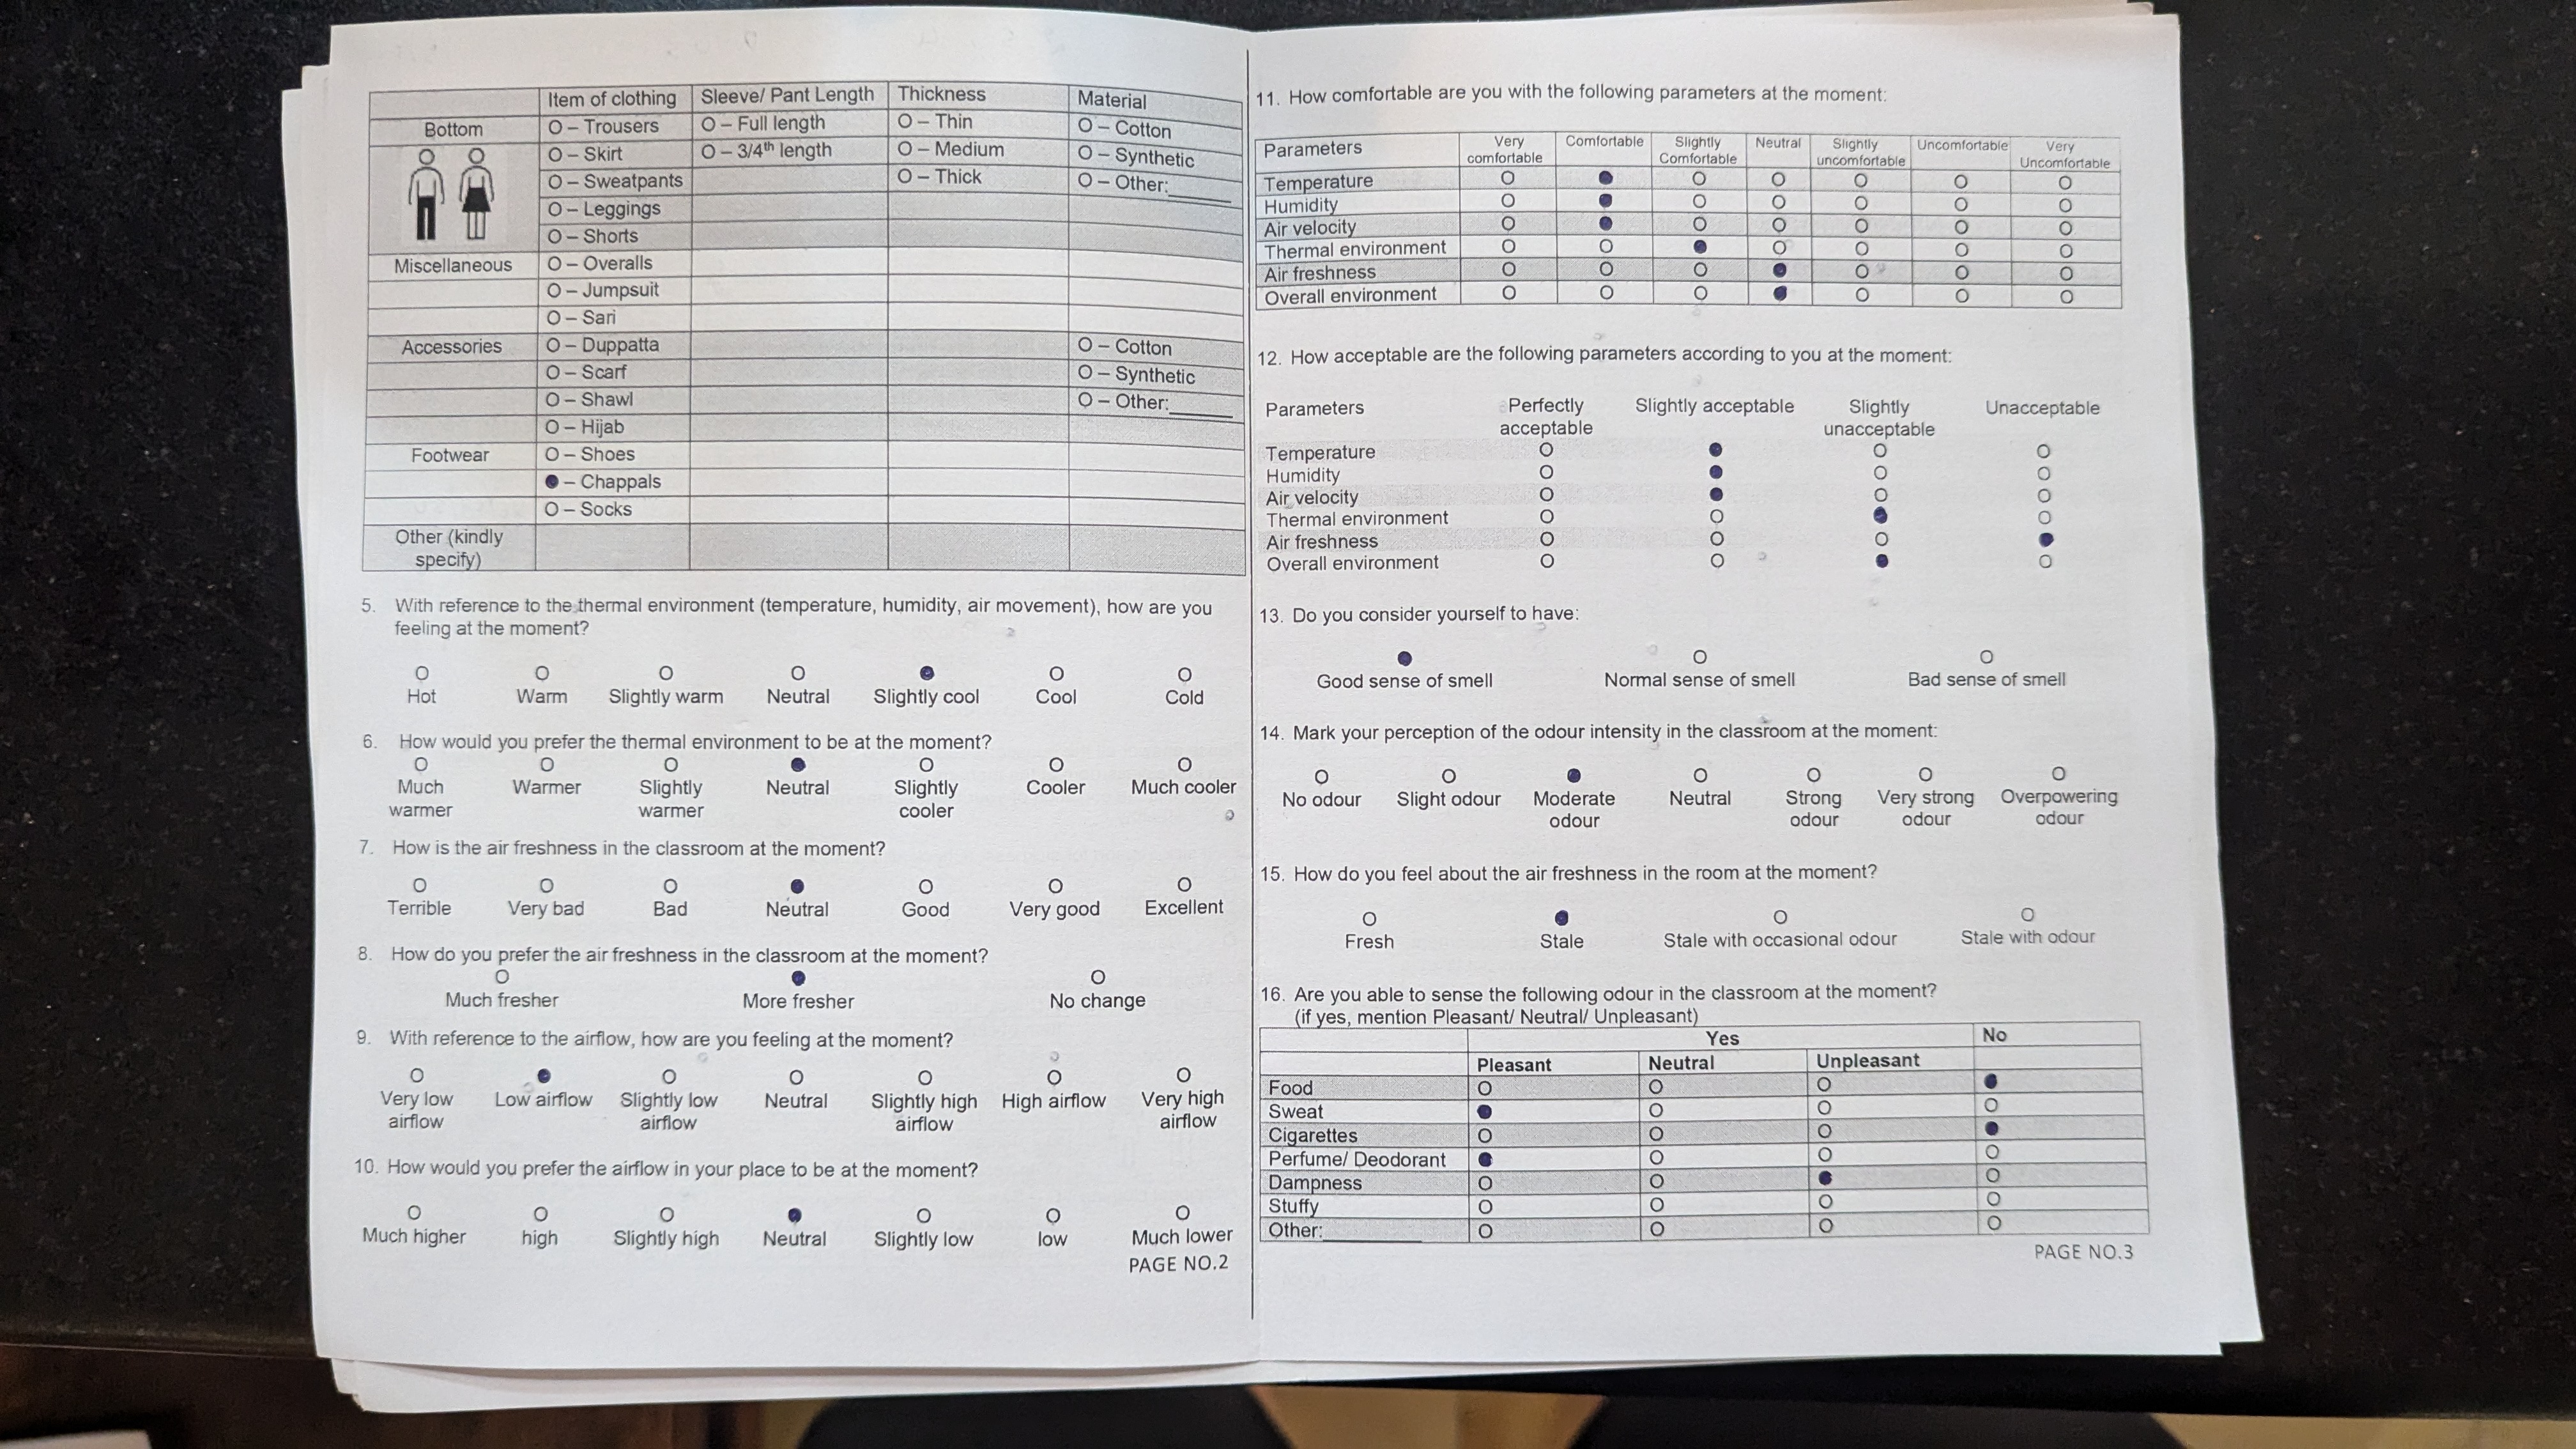 Item of clothing Sleeve/ Pant Length Thickness Material
Bottom O – Trousers O – Full length O – Thin O – Cotton
O – Skirt O – 3/4th length O – Medium O – Synthetic
O – Sweatpants O – Thick O – Other:______
O – Leggings
O – Shorts
Miscellaneous O – Overalls
O – Jumpsuit
O – Sari
Accessories O – Duppatta O – Cotton
O – Scarf O – Synthetic
O – Shawl O – Other:______
O – Hijab
Footwear O – Shoes
● – Chappals
O – Socks
Other (kindly
specify)
5. With reference to the thermal environment (temperature, humidity, air movement), how are you
feeling at the moment?
O O O O ● O O
Hot Warm Slightly warm Neutral Slightly cool Cool Cold
6. How would you prefer the thermal environment to be at the moment?
O O O ● O O O
Much Warmer Slightly Neutral Slightly Cooler Much cooler
warmer warmer cooler
7. How is the air freshness in the classroom at the moment?
O O O ● O O O
Terrible Very bad Bad Neutral Good Very good Excellent
8. How do you prefer the air freshness in the classroom at the moment?
O ● O
Much fresher More fresher No change
9. With reference to the airflow, how are you feeling at the moment?
O ● O O O O O
Very low Low airflow Slightly low Neutral Slightly high High airflow Very high
airflow airflow airflow airflow
10. How would you prefer the airflow in your place to be at the moment?
O O O ● O O O
Much higher high Slightly high Neutral Slightly low low Much lower
PAGE NO.2
11. How comfortable are you with the following parameters at the moment:
Parameters Very Comfortable Slightly Neutral Slightly Uncomfortable Very
comfortable Comfortable uncomfortable Uncomfortable
Temperature O ● O O O O O
Humidity O ● O O O O O
Air velocity O ● O O O O O
Thermal environment O O ● O O O O
Air freshness O O O ● O O O
Overall environment O O O ● O O O
12. How acceptable are the following parameters according to you at the moment:
Parameters Perfectly Slightly acceptable Slightly Unacceptable
acceptable unacceptable
Temperature O ● O O
Humidity O ● O O
Air velocity O ● O O
Thermal environment O O ● O
Air freshness O O O ●
Overall environment O O ● O
13. Do you consider yourself to have:
● O O
Good sense of smell Normal sense of smell Bad sense of smell
14. Mark your perception of the odour intensity in the classroom at the moment:
O O ● O O O O
No odour Slight odour Moderate Neutral Strong Very strong Overpowering
odour odour odour odour
15. How do you feel about the air freshness in the room at the moment?
O ● O O
Fresh Stale Stale with occasional odour Stale with odour
16. Are you able to sense the following odour in the classroom at the moment?
(if yes, mention Pleasant/ Neutral/ Unpleasant)
Yes No
Pleasant Neutral Unpleasant
Food O O O ●
Sweat ● O O O
Cigarettes O O O ●
Perfume/ Deodorant ● O O O
Dampness O O ● O
Stuffy O O O O
Other:__________ O O O O
PAGE NO.3